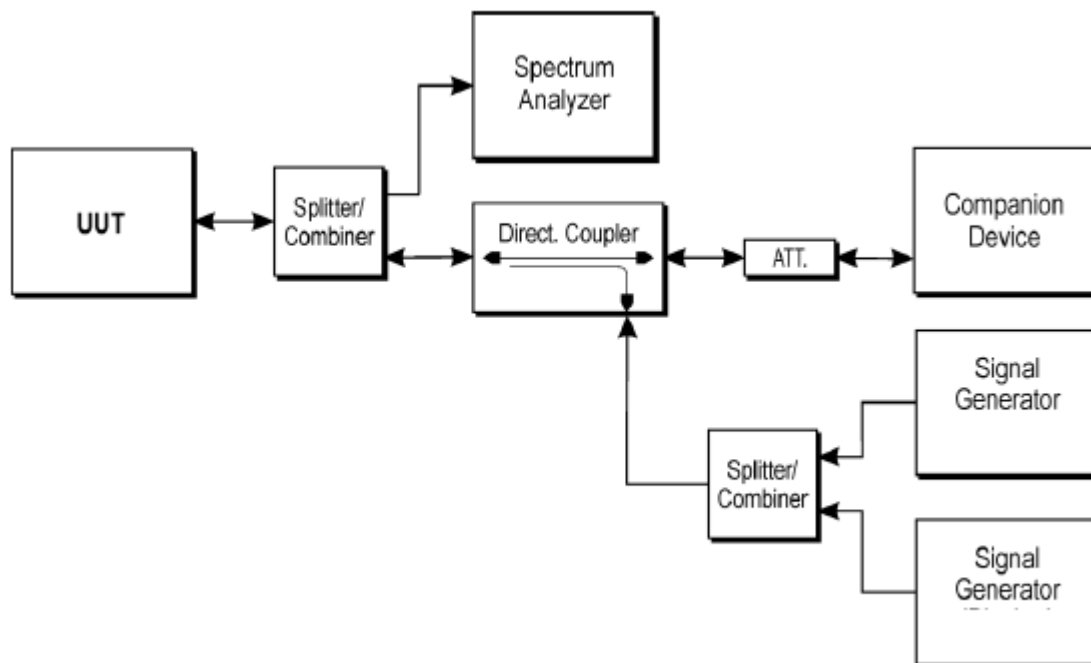 Spectrum
Analyzer
UUT
Splitter/
Combiner
Direct. Coupler
ATT.
Companion
Device
Signal
Generator
Splitter/
Combiner
Signal
Generator